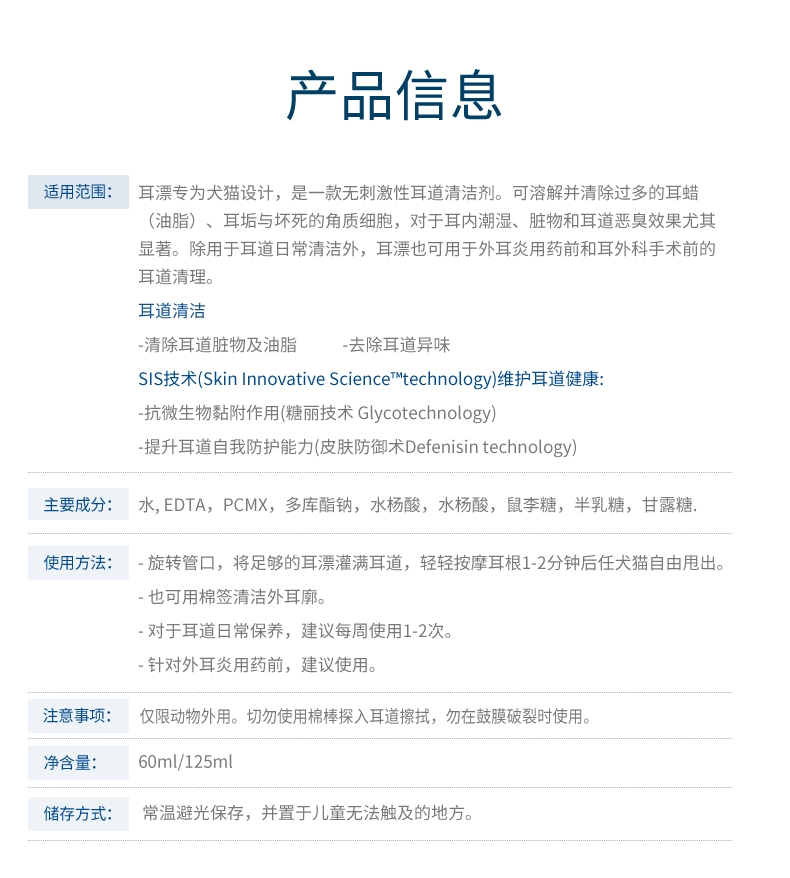 产品信息
适用范围：
耳漂专为犬猫设计，是一款无刺激性耳道清洁剂。可溶解并清除过多的耳蜡
（油脂）、耳垢与坏死的角质细胞，对于耳内潮湿、脏物和耳道恶臭效果尤其
显著。除用于耳道日常清洁外，耳漂也可用于外耳炎用药前和耳外科手术前的
耳道清理。
耳道清洁
-清除耳道脏物及油脂 -去除耳道异味
SIS技术(Skin Innovative Science™technology)维护耳道健康:
-抗微生物黏附作用(糖丽技术 Glycotechnology)
-提升耳道自我防护能力(皮肤防御术Defenisin technology)
主要成分：
水, EDTA，PCMX，多库酯钠，水杨酸，水杨酸，鼠李糖，半乳糖，甘露糖.
使用方法：
- 旋转管口，将足够的耳漂灌满耳道，轻轻按摩耳根1-2分钟后任犬猫自由甩出。
- 也可用棉签清洁外耳廓。
- 对于耳道日常保养，建议每周使用1-2次。
- 针对外耳炎用药前，建议使用。
注意事项：
仅限动物外用。切勿使用棉棒探入耳道擦拭，勿在鼓膜破裂时使用。
净含量：
60ml/125ml
储存方式：
常温避光保存，并置于儿童无法触及的地方。